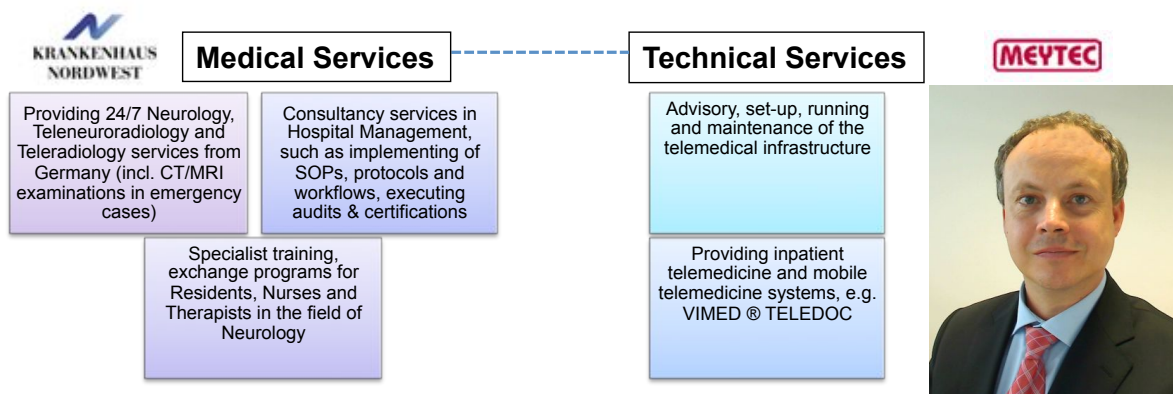 KRANKENHAUS
NORDWEST
Medical Services
Technical Services
MEYTEC
Providing 24/7 Neurology,
Teleneuroradiology and
Teleradiology services from
Germany (incl. CT/MRI
examinations in emergency
cases)
Consultancy services in
Hospital Management,
such as implementing of
SOPs, protocols and
workflows, executing
audits & certifications
Specialist training,
exchange programs for
Residents, Nurses and
Therapists in the field of
Neurology
Advisory, set-up, running
and maintenance of the
telemedical infrastructure
Providing inpatient
telemedicine and mobile
telemedicine systems, e.g.
VIMED ® TELEDOC